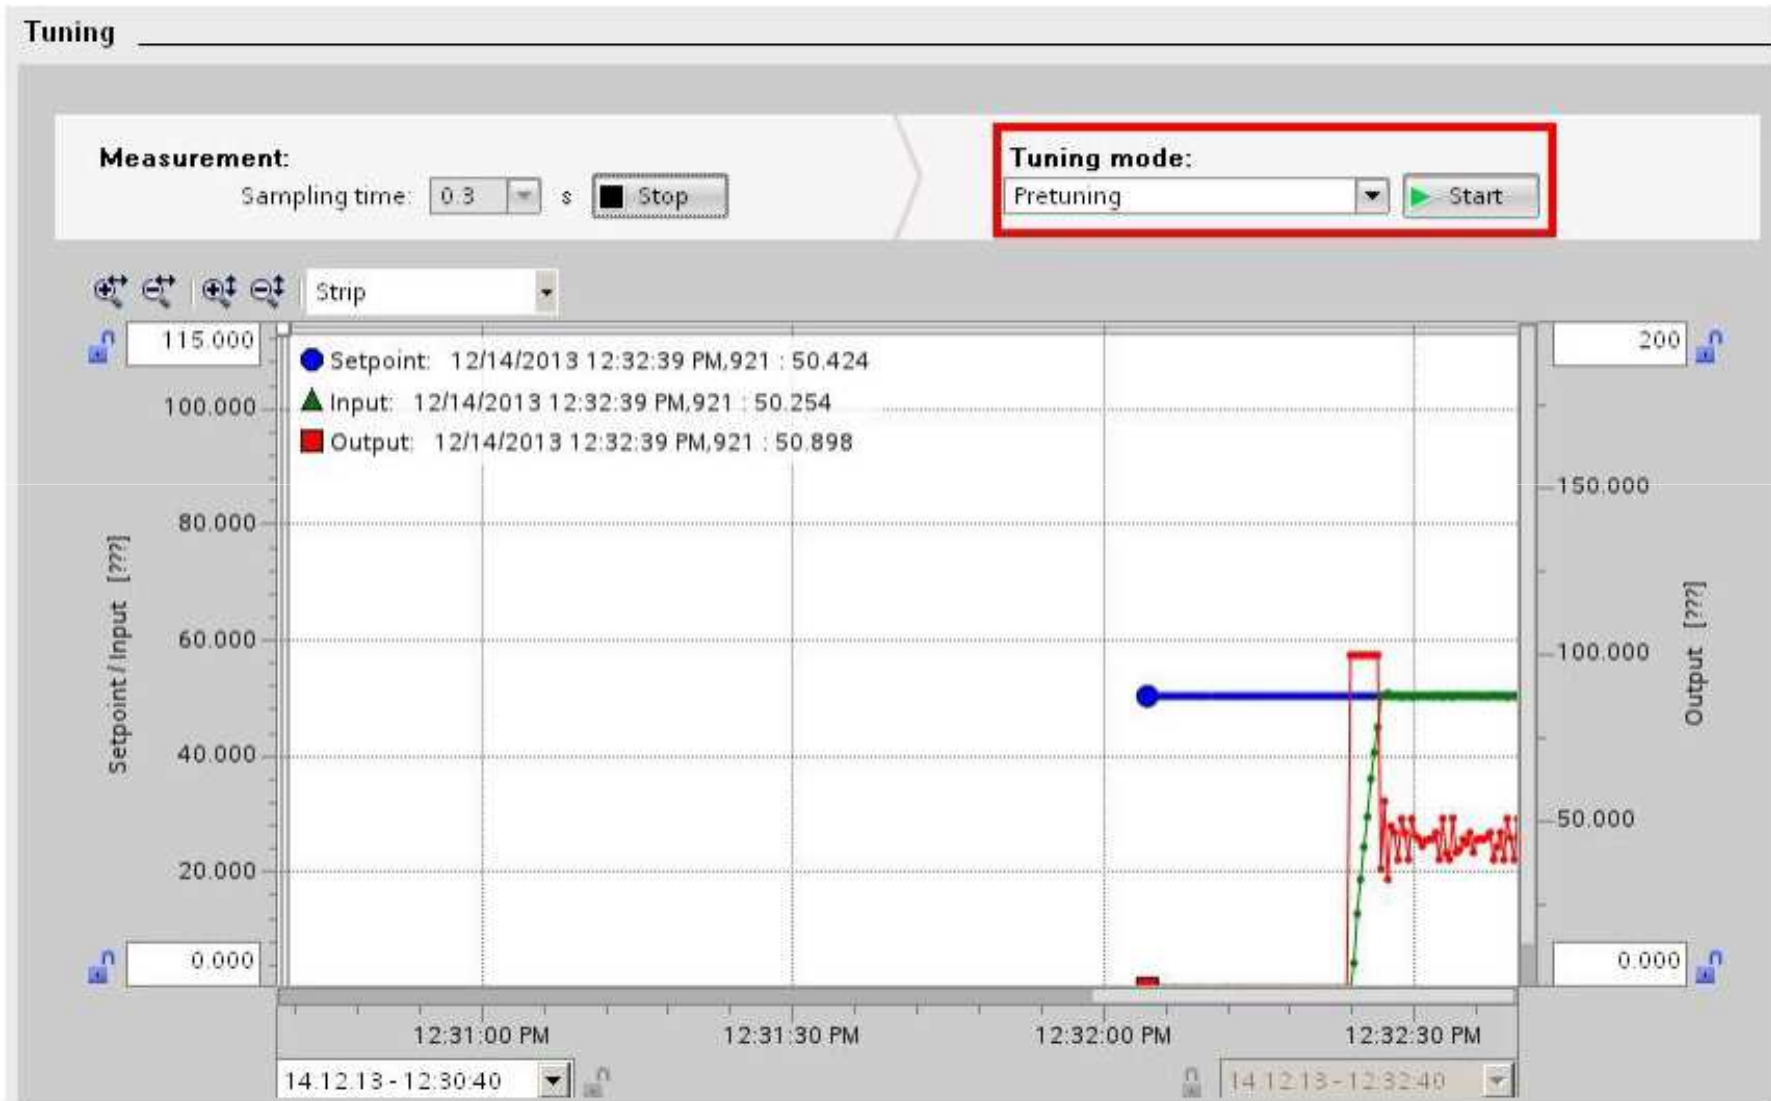 Tuning
Measurement:
Sampling time: 0.3 s Stop
Tuning mode:
Pretuning Start
Strip
115.000
100.000
80.000
60.000
40.000
20.000
0.000
Setpoint / Input [???]
Setpoint: 12/14/2013 12:32:39 PM,921 : 50.424
Input: 12/14/2013 12:32:39 PM,921 : 50.254
Output: 12/14/2013 12:32:39 PM,921 : 50.898
200
150.000
100.000
50.000
0.000
Output [???]
12:31:00 PM 12:31:30 PM 12:32:00 PM 12:32:30 PM
14.12.13 - 12:30:40 14.12.13 - 12:32:40